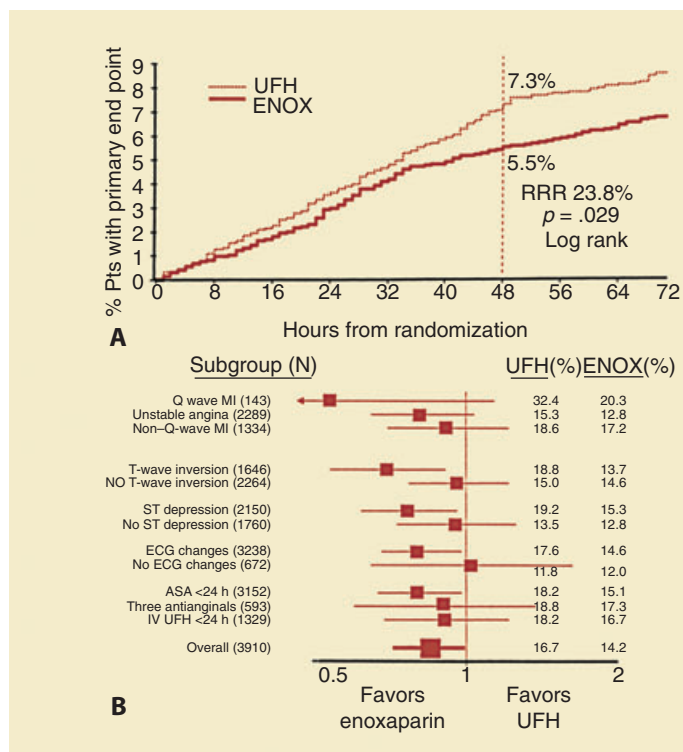 % Pts with primary end point
9
8
7
6
5
4
3
2
1
0
UFH
ENOX
7.3%
5.5%
RRR 23.8%
p = .029
Log rank
0 8 16 24 32 40 48 56 64 72
Hours from randomization
A
Subgroup (N) UFH(%) ENOX(%)
Q wave MI (143) 32.4 20.3
Unstable angina (2289) 15.3 12.8
Non–Q-wave MI (1334) 18.6 17.2
T-wave inversion (1646) 18.8 13.7
NO T-wave inversion (2264) 15.0 14.6
ST depression (2150) 19.2 15.3
No ST depression (1760) 13.5 12.8
ECG changes (3238) 17.6 14.6
No ECG changes (672) 11.8 12.0
ASA <24 h (3152) 18.2 15.1
Three antianginals (593) 18.8 17.3
IV UFH <24 h (1329) 18.2 16.7
Overall (3910) 16.7 14.2
0.5 1 2
Favors Favors
enoxaparin UFH
B